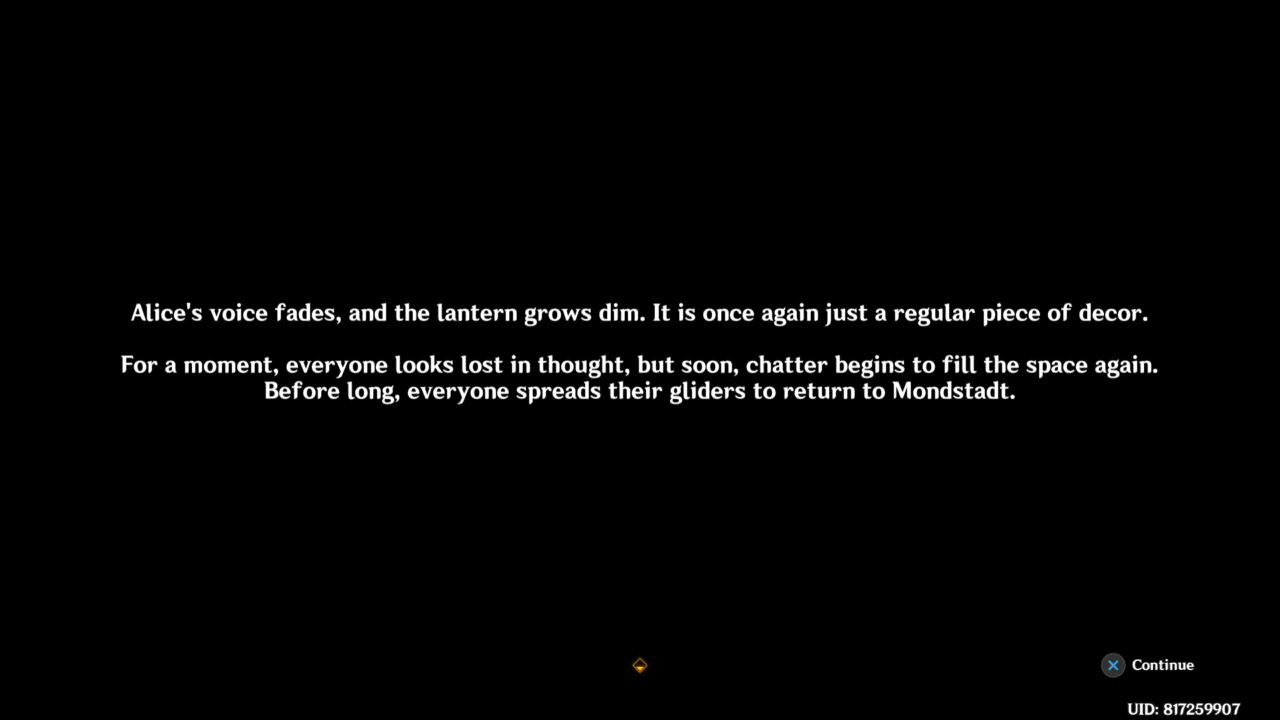 Alice's voice fades, and the lantern grows dim. It is once again just a regular piece of decor.
For a moment, everyone looks lost in thought, but soon, chatter begins to fill the space again.
Before long, everyone spreads their gliders to return to Mondstadt.
Continue
UID: 817259907